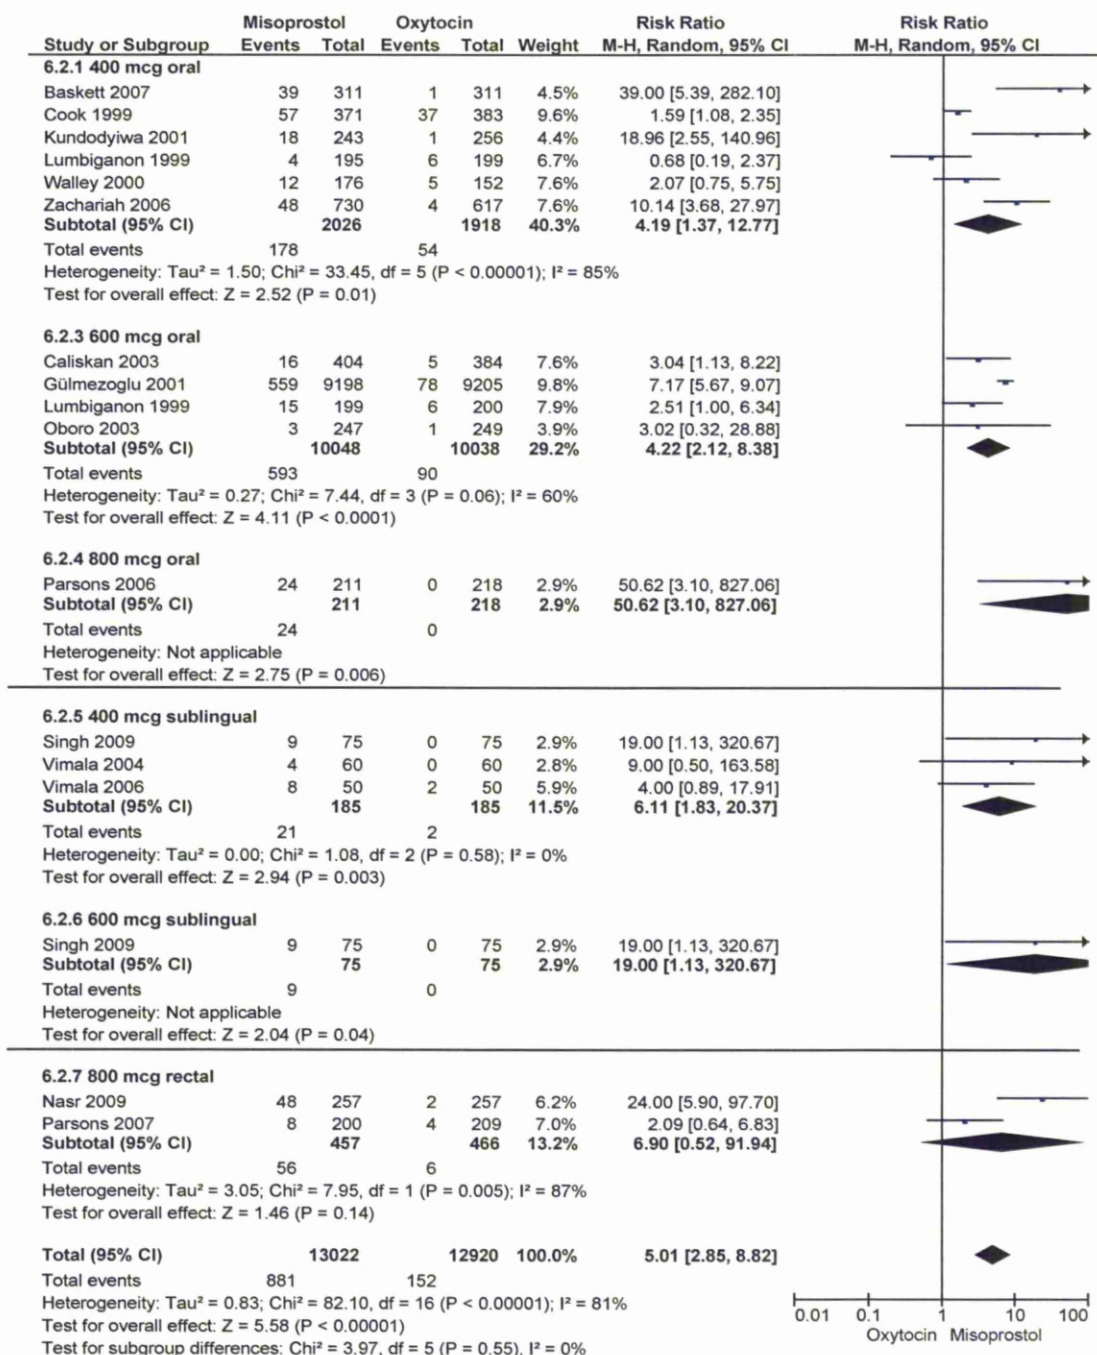 Misoprostol Oxytocin Risk Ratio Risk Ratio
Study or Subgroup Events Total Events Total Weight M-H, Random, 95% CI M-H, Random, 95% CI
6.2.1 400 mcg oral
Baskett 2007 39 311 1 311 4.5% 39.00 [5.39, 282.10]
Cook 1999 57 371 37 383 9.6% 1.59 [1.08, 2.35]
Kundodyiwa 2001 18 243 1 256 4.4% 18.96 [2.55, 140.96]
Lumbiganon 1999 4 195 6 199 6.7% 0.68 [0.19, 2.37]
Walley 2000 12 176 5 152 7.6% 2.07 [0.75, 5.75]
Zachariah 2006 48 730 4 617 7.6% 10.14 [3.68, 27.97]
Subtotal (95% CI) 2026 1918 40.3% 4.19 [1.37, 12.77]
Total events 178 54
Heterogeneity: Tau² = 1.50; Chi² = 33.45, df = 5 (P < 0.00001); I² = 85%
Test for overall effect: Z = 2.52 (P = 0.01)
6.2.3 600 mcg oral
Caliskan 2003 16 404 5 384 7.6% 3.04 [1.13, 8.22]
Gülmezoglu 2001 559 9198 78 9205 9.8% 7.17 [5.67, 9.07]
Lumbiganon 1999 15 199 6 200 7.9% 2.51 [1.00, 6.34]
Oboro 2003 3 247 1 249 3.9% 3.02 [0.32, 28.88]
Subtotal (95% CI) 10048 10038 29.2% 4.22 [2.12, 8.38]
Total events 593 90
Heterogeneity: Tau² = 0.27; Chi² = 7.44, df = 3 (P = 0.06); I² = 60%
Test for overall effect: Z = 4.11 (P < 0.0001)
6.2.4 800 mcg oral
Parsons 2006 24 211 0 218 2.9% 50.62 [3.10, 827.06]
Subtotal (95% CI) 211 218 2.9% 50.62 [3.10, 827.06]
Total events 24 0
Heterogeneity: Not applicable
Test for overall effect: Z = 2.75 (P = 0.006)
6.2.5 400 mcg sublingual
Singh 2009 9 75 0 75 2.9% 19.00 [1.13, 320.67]
Vimala 2004 4 60 0 60 2.8% 9.00 [0.50, 163.58]
Vimala 2006 8 50 2 50 5.9% 4.00 [0.89, 17.91]
Subtotal (95% CI) 185 185 11.5% 6.11 [1.83, 20.37]
Total events 21 2
Heterogeneity: Tau² = 0.00; Chi² = 1.08, df = 2 (P = 0.58); I² = 0%
Test for overall effect: Z = 2.94 (P = 0.003)
6.2.6 600 mcg sublingual
Singh 2009 9 75 0 75 2.9% 19.00 [1.13, 320.67]
Subtotal (95% CI) 75 75 2.9% 19.00 [1.13, 320.67]
Total events 9 0
Heterogeneity: Not applicable
Test for overall effect: Z = 2.04 (P = 0.04)
6.2.7 800 mcg rectal
Nasr 2009 48 257 2 257 6.2% 24.00 [5.90, 97.70]
Parsons 2007 8 200 4 209 7.0% 2.09 [0.64, 6.83]
Subtotal (95% CI) 457 466 13.2% 6.90 [0.52, 91.94]
Total events 56 6
Heterogeneity: Tau² = 3.05; Chi² = 7.95, df = 1 (P = 0.005); I² = 87%
Test for overall effect: Z = 1.46 (P = 0.14)
Total (95% CI) 13022 12920 100.0% 5.01 [2.85, 8.82]
Total events 881 152
Heterogeneity: Tau² = 0.83; Chi² = 82.10, df = 16 (P < 0.00001); I² = 81%
Test for overall effect: Z = 5.58 (P < 0.00001)
Test for subgroup differences: Chi² = 3.97, df = 5 (P = 0.55), I² = 0%
0.01 0.1 1 10 100
Oxytocin Misoprostol